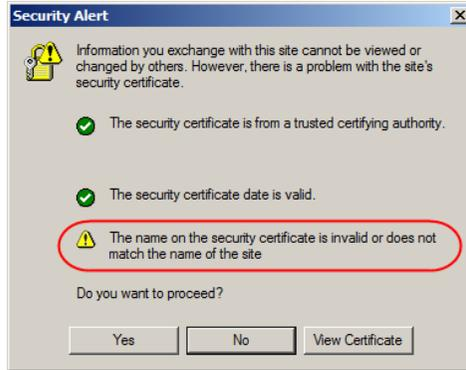 Security Alert
Information you exchange with this site cannot be viewed or
changed by others. However, there is a problem with the site's
security certificate.
The security certificate is from a trusted certifying authority.
The security certificate date is valid.
The name on the security certificate is invalid or does not
match the name of the site
Do you want to proceed?
Yes
No
View Certificate